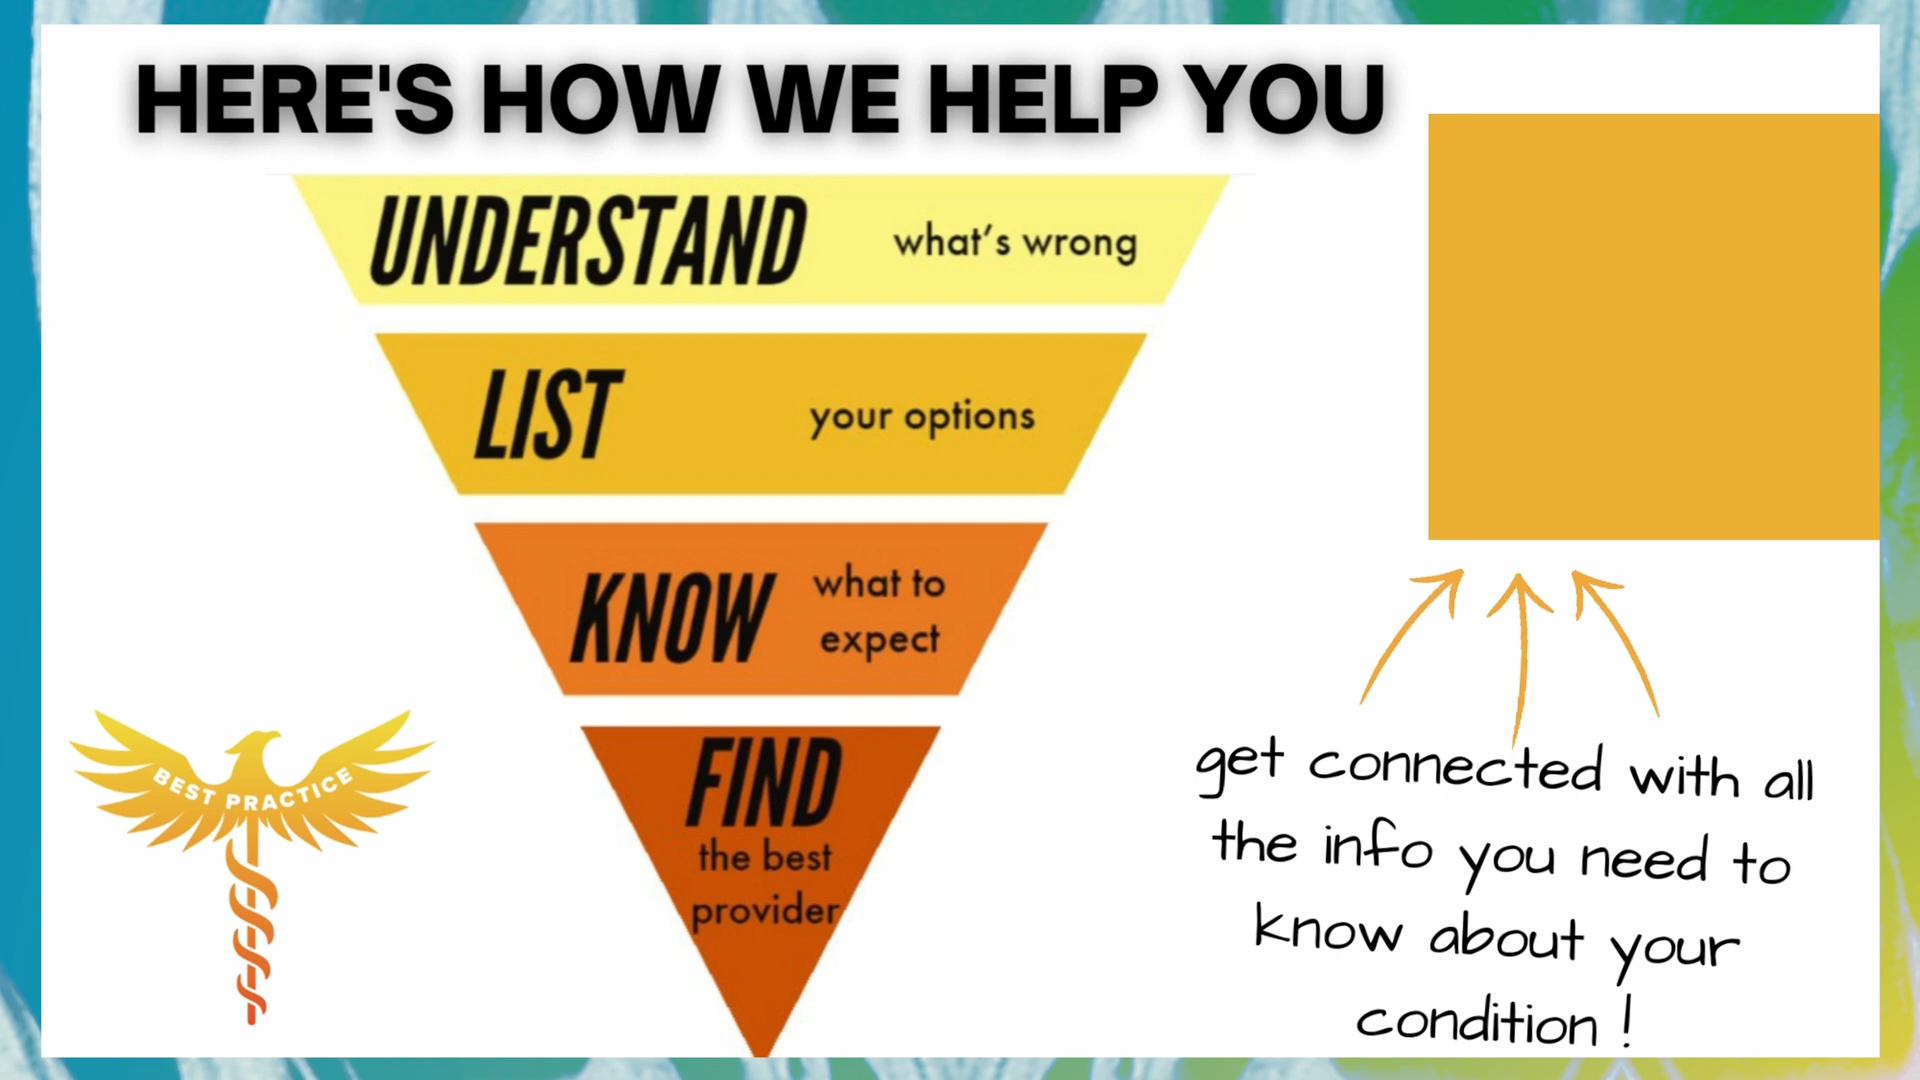 HERE'S HOW WE HELP YOU
UNDERSTAND what's wrong
LIST your options
KNOW what to
expect
FIND
the best
provider
BEST PRACTICE
get connected with all
the info you need to
know about your
condition !